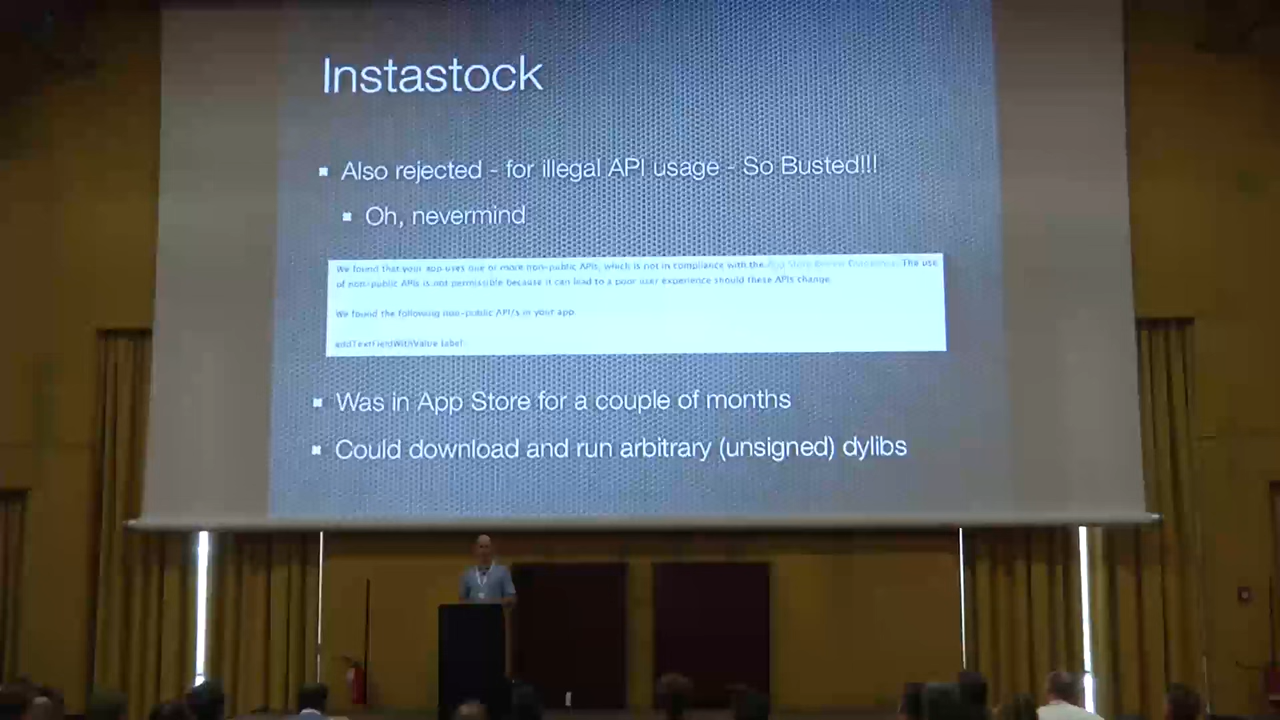 Instastock
Also rejected - for illegal API usage - So Busted!!!
Oh, nevermind
We found that your app uses one or more non-public APIs, which is not in compliance with the App Store Review Guidelines. The use
of non-public APIs is not permissible because it can lead to a poor user experience should these APIs change.
We found the following non-public API/s in your app:
addTextFieldWithValue:label:
Was in App Store for a couple of months
Could download and run arbitrary (unsigned) dylibs